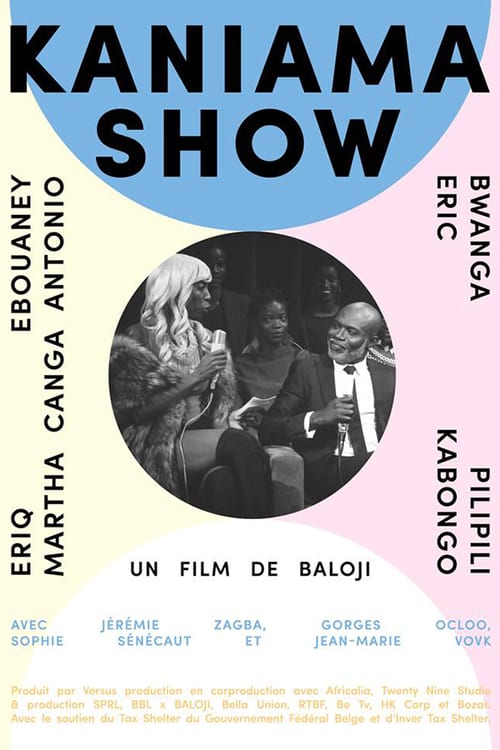 KANIAMA
SHOW
ERIQ EBOUANEY
MARTHA CANGA ANTONIO
BWANGA PILIPILI
ERIC KABONGO
UN FILM DE BALOJI
AVEC JÉRÉMIE ZAGBA, GORGES OCLOO,
SOPHIE SÉNÉCAUT ET JEAN-MARIE VOVK
Produit par Versus production en corproduction avec Africalia, Twenty Nine Studio
& production SPRL, BBL x BALOJI, Bella Union, RTBF, Be Tv, HK Corp et Bozar.
Avec le soutien du Tax Shelter du Gouvernement Fédéral Belge et d'Inver Tax Shelter.